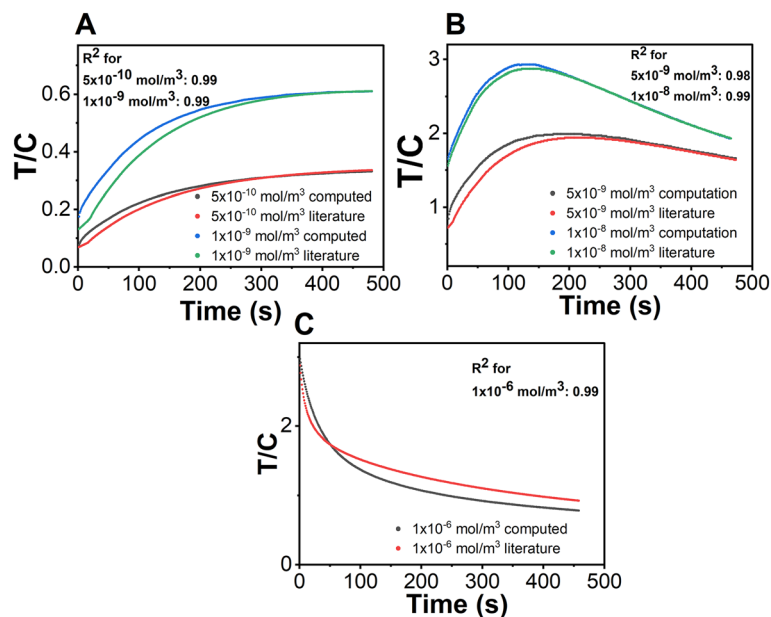 A
R² for
5x10⁻¹⁰ mol/m³: 0.99
1x10⁻⁹ mol/m³: 0.99
T/C
0.6
0.4
0.2
0.0
5x10⁻¹⁰ mol/m³ computed
5x10⁻¹⁰ mol/m³ literature
1x10⁻⁹ mol/m³ computed
1x10⁻⁹ mol/m³ literature
0 100 200 300 400 500
Time (s)
B
R² for
5x10⁻⁹ mol/m³: 0.98
1x10⁻⁸ mol/m³: 0.99
T/C
3
2
1
5x10⁻⁹ mol/m³ computation
5x10⁻⁹ mol/m³ literature
1x10⁻⁸ mol/m³ computation
1x10⁻⁸ mol/m³ literature
0 100 200 300 400 500
Time (s)
C
R² for
1x10⁻⁶ mol/m³: 0.99
T/C
2
0
1x10⁻⁶ mol/m³ computed
1x10⁻⁶ mol/m³ literature
0 100 200 300 400 500
Time (s)